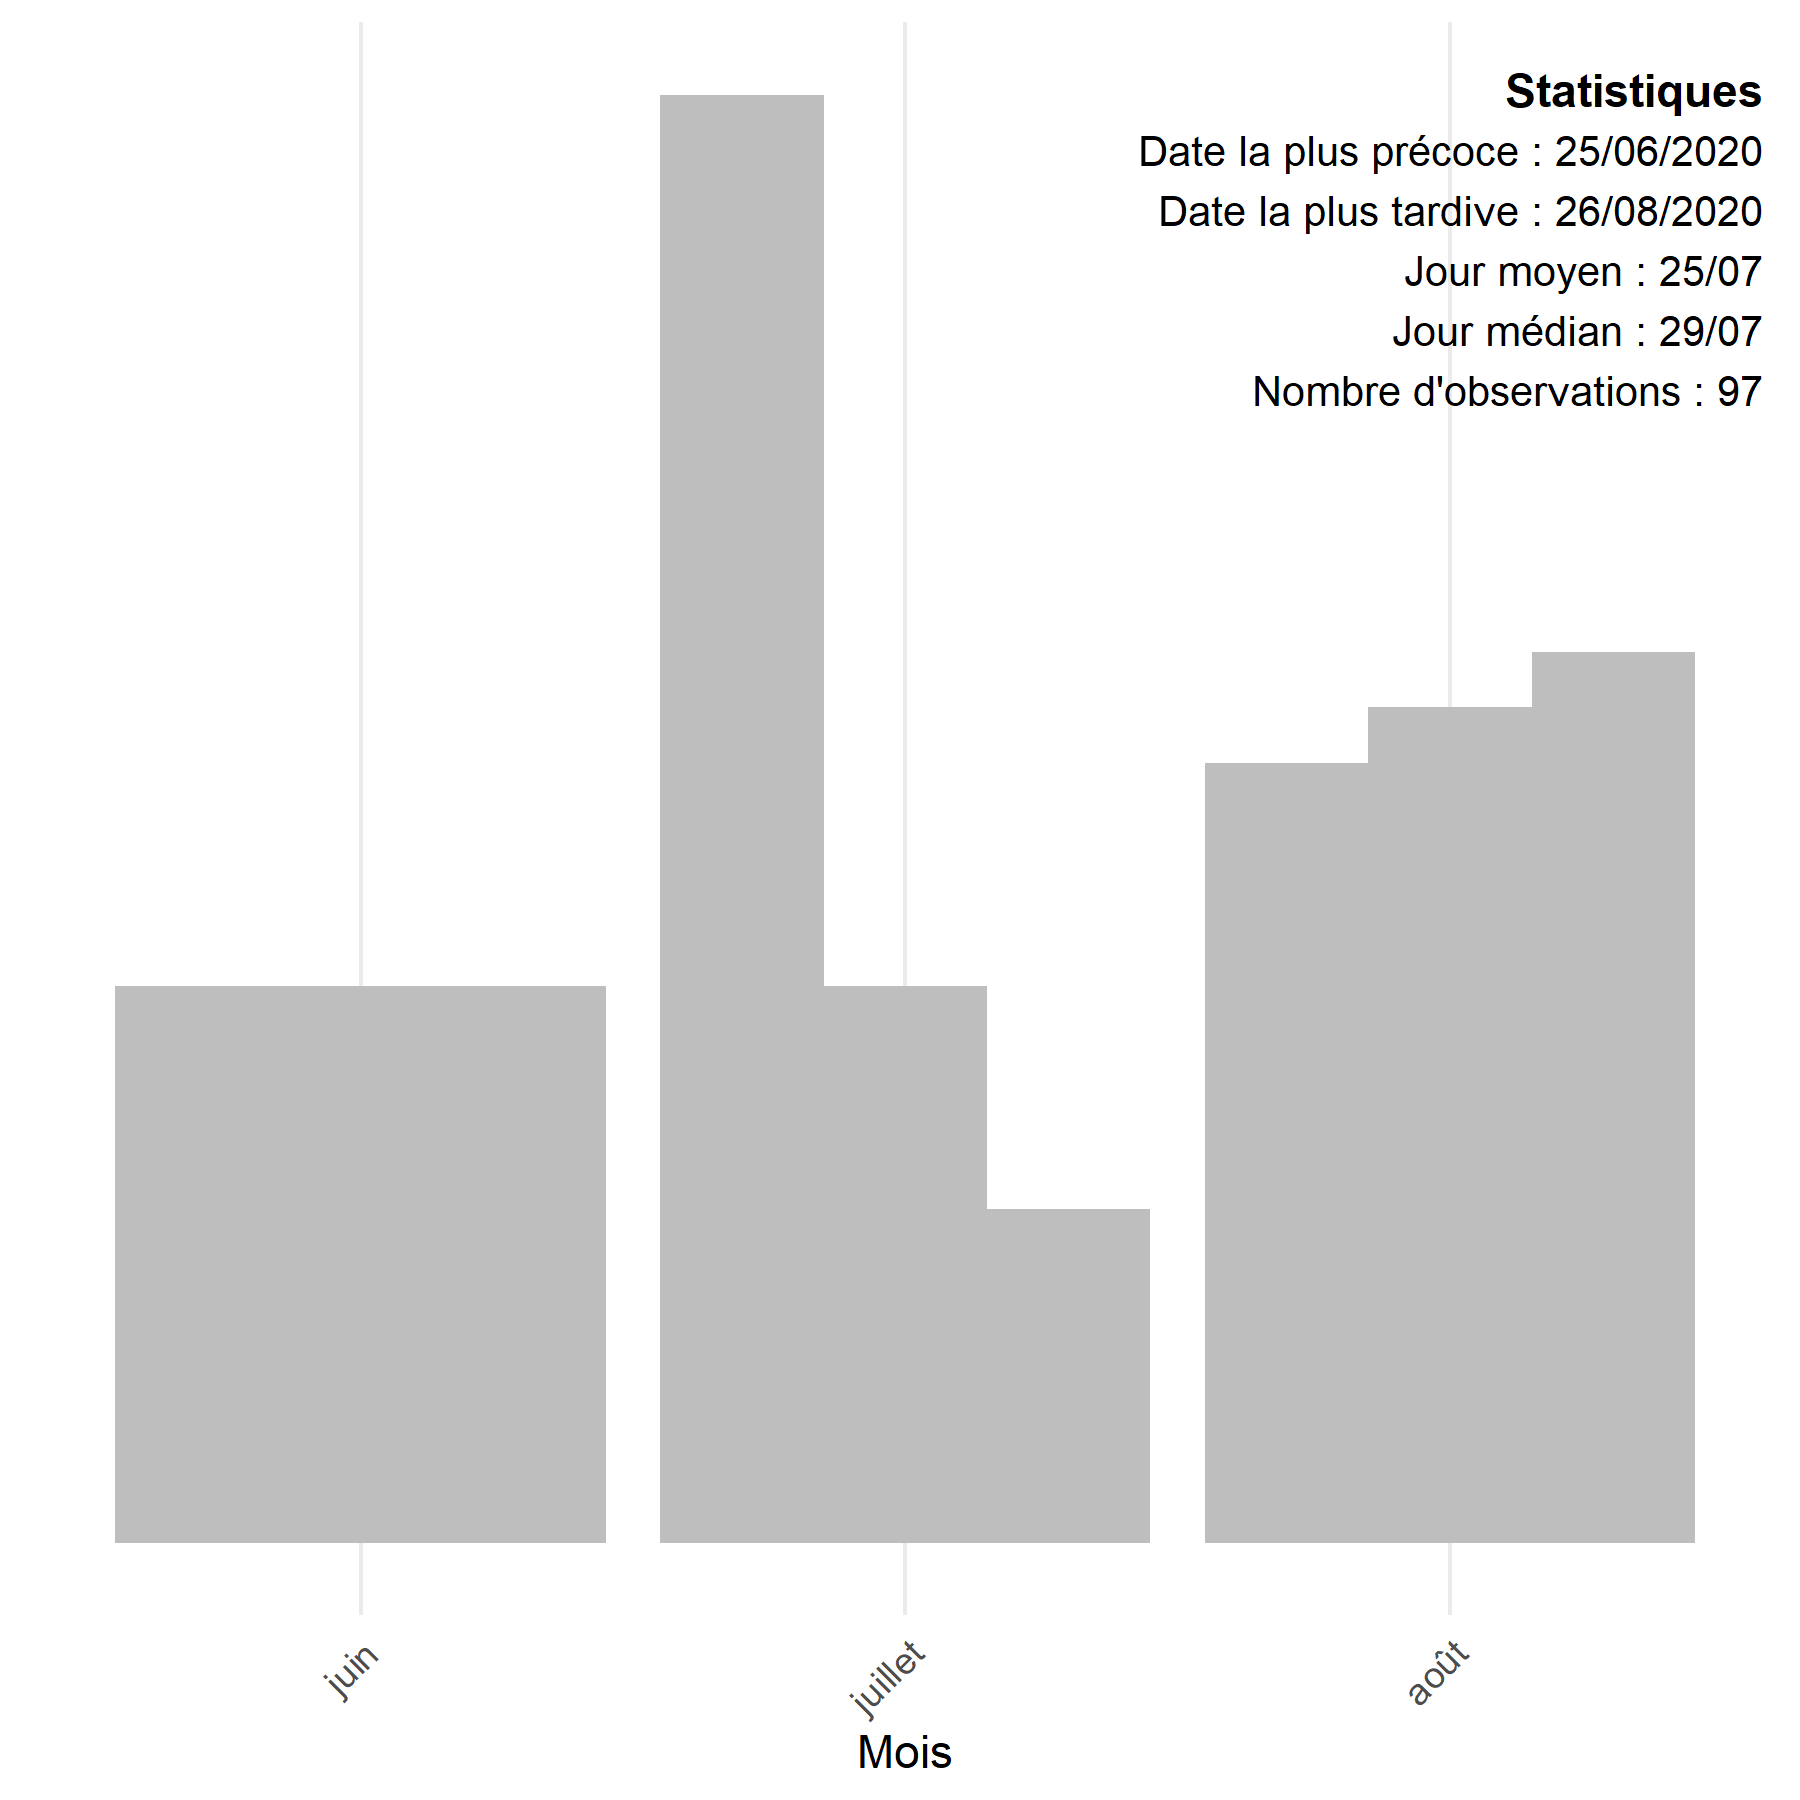 Statistiques
Date la plus précoce : 25/06/2020
Date la plus tardive : 26/08/2020
Jour moyen : 25/07
Jour médian : 29/07
Nombre d'observations : 97
juin
juillet
août
Mois